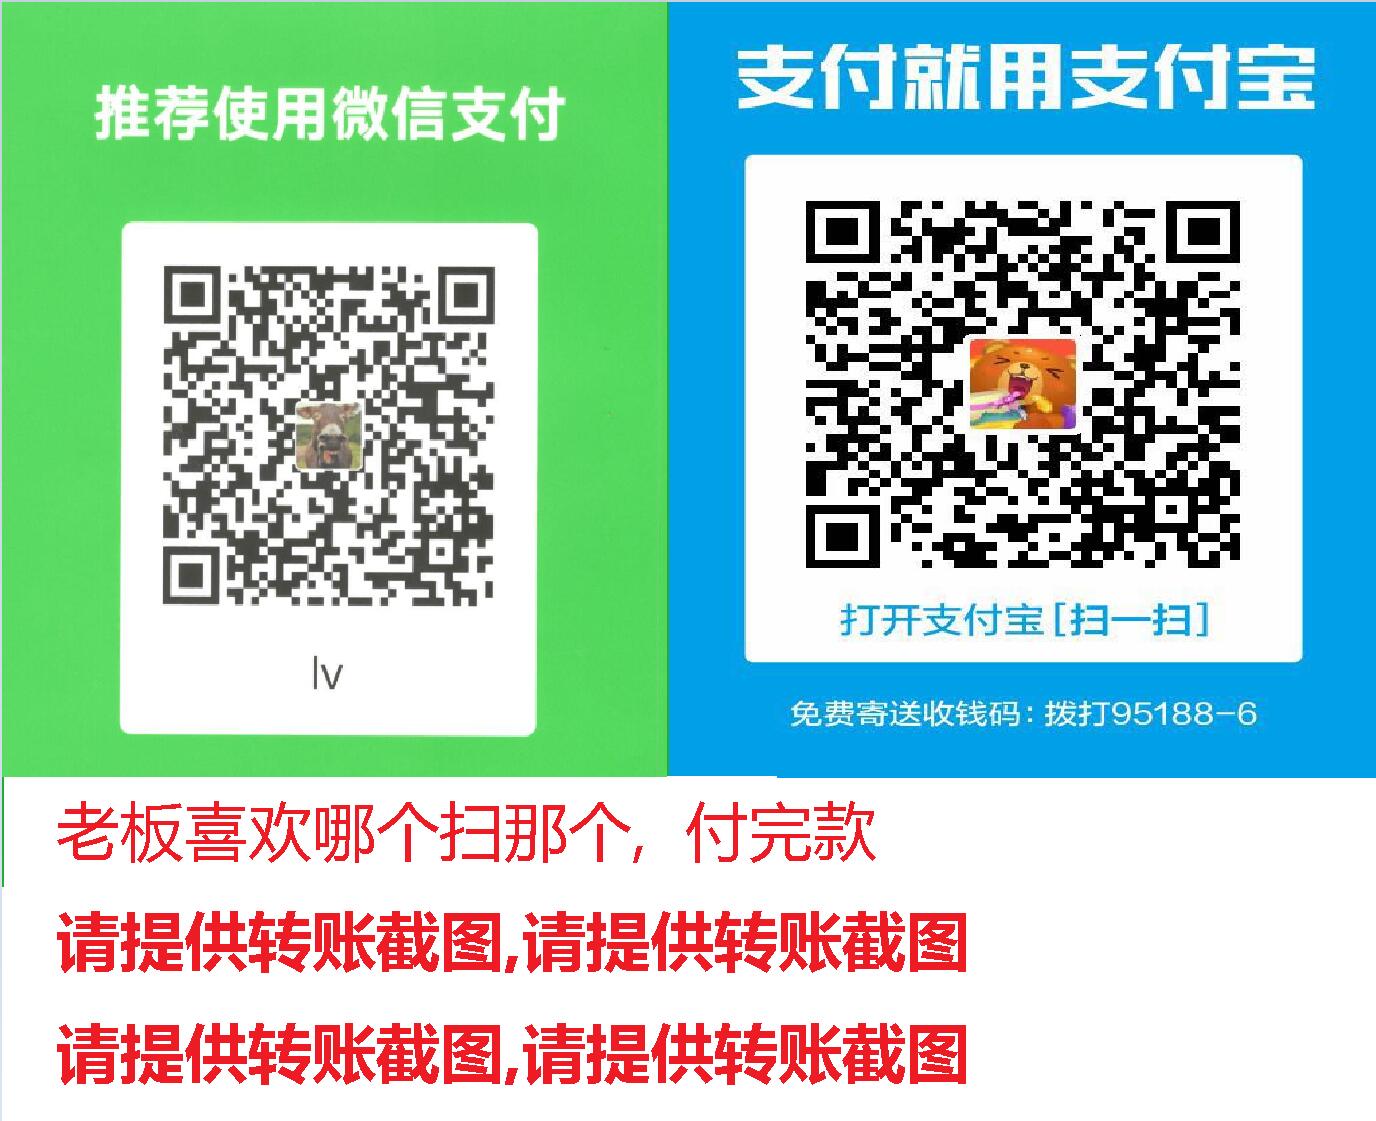 推荐使用微信支付
lv
支付就用支付宝
打开支付宝[扫一扫]
免费寄送收钱码：拨打95188-6
老板喜欢哪个扫那个，付完款
请提供转账截图,请提供转账截图
请提供转账截图,请提供转账截图